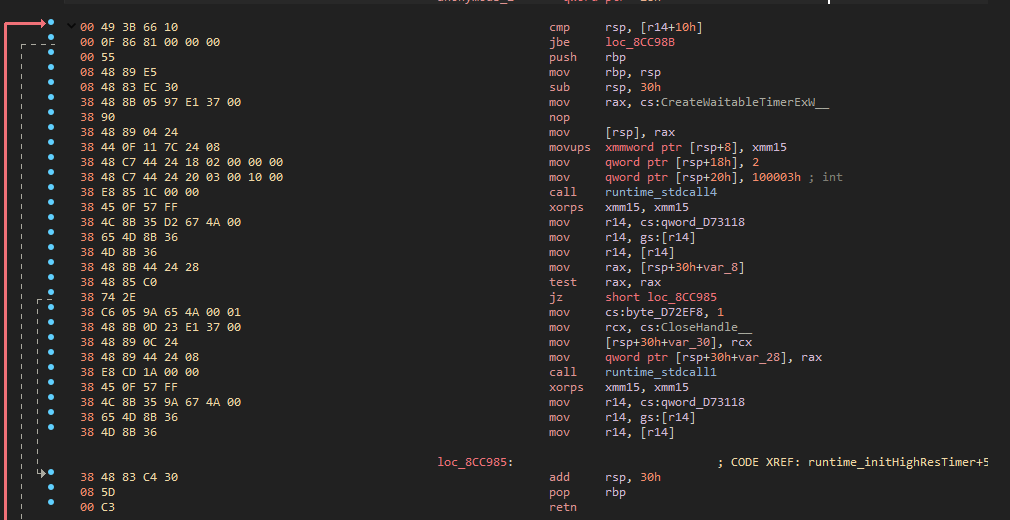 00 49 3B 66 10 cmp rsp, [r14+10h]
00 0F 86 81 00 00 00 jbe loc_8CC98B
00 55 push rbp
08 48 89 E5 mov rbp, rsp
08 48 83 EC 30 sub rsp, 30h
38 48 8B 05 97 E1 37 00 mov rax, cs:CreateWaitableTimerExW__
38 90 nop
38 48 89 04 24 mov [rsp], rax
38 44 0F 11 7C 24 08 movups xmmword ptr [rsp+8], xmm15
38 48 C7 44 24 18 02 00 00 00 mov qword ptr [rsp+18h], 2
38 48 C7 44 24 20 03 00 10 00 mov qword ptr [rsp+20h], 100003h ; int
38 E8 85 1C 00 00 call runtime_stdcall4
38 45 0F 57 FF xorps xmm15, xmm15
38 4C 8B 35 D2 67 4A 00 mov r14, cs:qword_D73118
38 65 4D 8B 36 mov r14, gs:[r14]
38 4D 8B 36 mov r14, [r14]
38 48 8B 44 24 28 mov rax, [rsp+30h+var_8]
38 48 85 C0 test rax, rax
38 74 2E jz short loc_8CC985
38 C6 05 9A 65 4A 00 01 mov cs:byte_D72EF8, 1
38 48 8B 0D 23 E1 37 00 mov rcx, cs:CloseHandle__
38 48 89 0C 24 mov [rsp+30h+var_30], rcx
38 48 89 44 24 08 mov qword ptr [rsp+30h+var_28], rax
38 E8 CD 1A 00 00 call runtime_stdcall1
38 45 0F 57 FF xorps xmm15, xmm15
38 4C 8B 35 9A 67 4A 00 mov r14, cs:qword_D73118
38 65 4D 8B 36 mov r14, gs:[r14]
38 4D 8B 36 mov r14, [r14]
loc_8CC985: ; CODE XREF: runtime_initHighResTimer+5
38 48 83 C4 30 add rsp, 30h
08 5D pop rbp
00 C3 retn